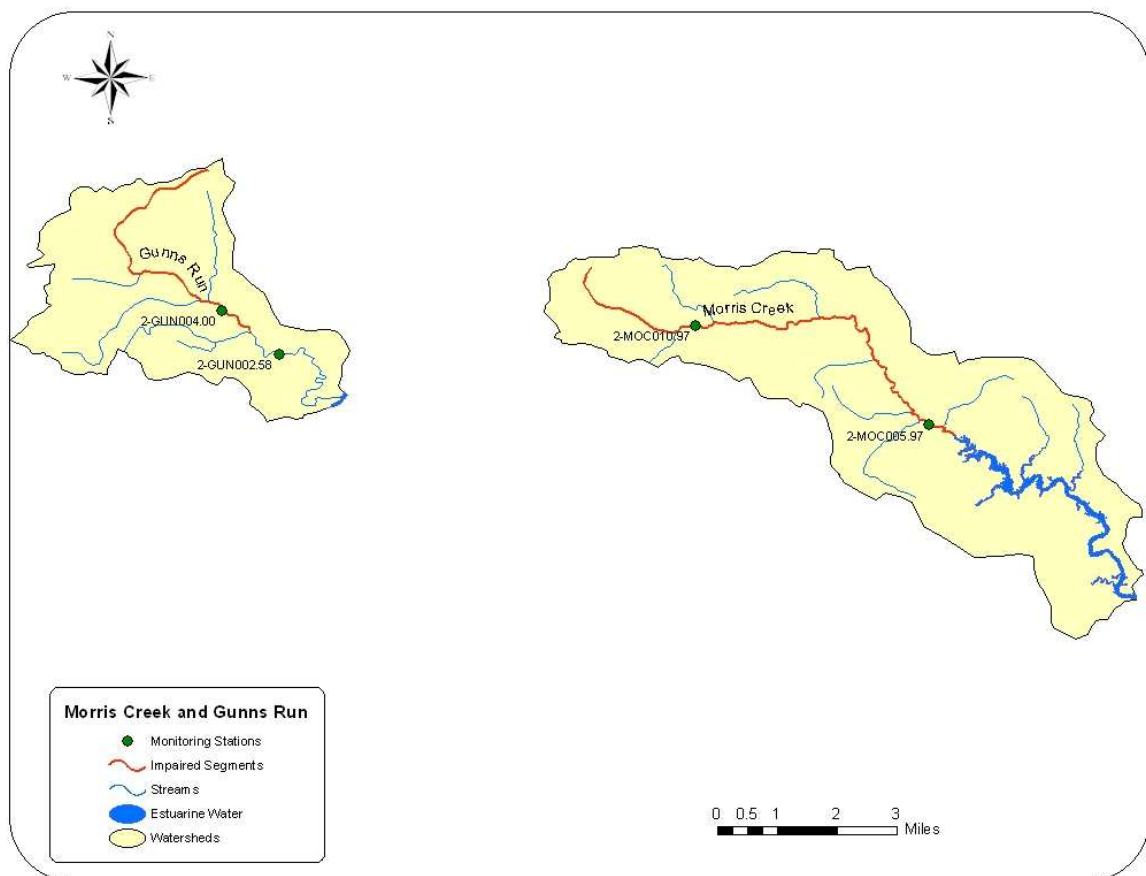 N
W
E
S
Gunns Run
2-GUN004.00
2-GUN002.58
Morris Creek
2-MOC010.97
2-MOC005.97
Morris Creek and Gunns Run
Monitoring Stations
Impaired Segments
Streams
Estuarine Water
Watersheds
0 0.5 1 2 3
Miles